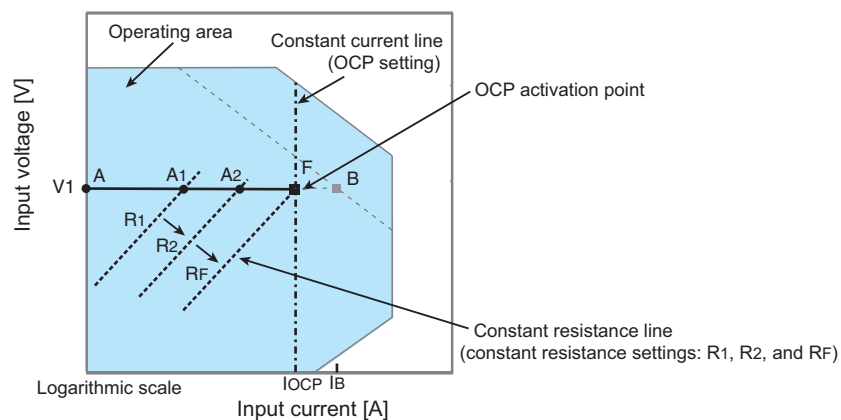 Operating area
Constant current line
(OCP setting)
OCP activation point
Input voltage [V]
V1
A
A1
A2
F
B
R1
R2
RF
Constant resistance line
(constant resistance settings: R1, R2, and RF)
Logarithmic scale
IOCP
IB
Input current [A]